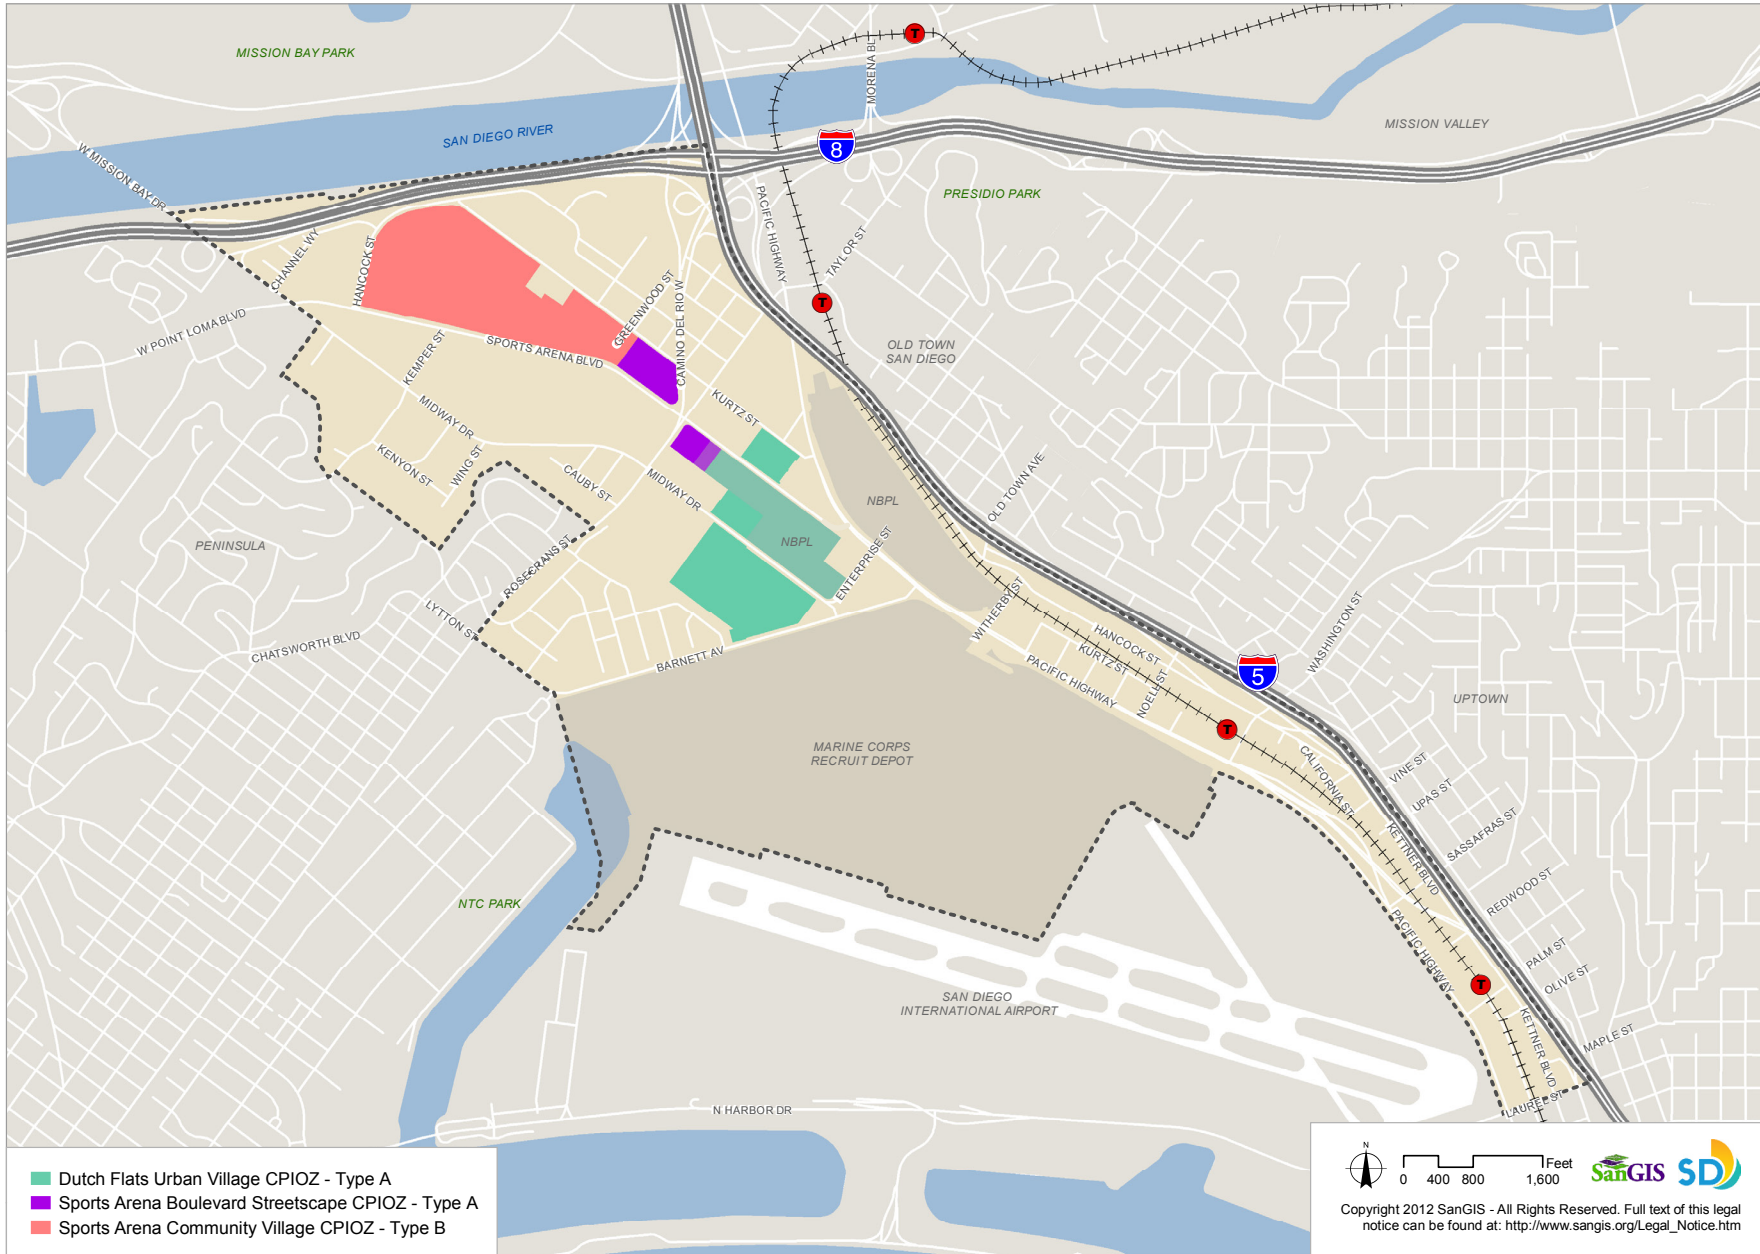 MISSION BAY PARK
SAN DIEGO RIVER
W MISSION BAY DR
MORENA BL
T
8
MISSION VALLEY
PRESIDIO PARK
PACIFIC HIGHWAY
TAYLOR ST
T
CHANNEL WY
HANCOCK ST
W POINT LOMA BLVD
KEMPER ST
SPORTS ARENA BLVD
GREENWOOD ST
CAMINO DEL RIO W
OLD TOWN
SAN DIEGO
KURTZ ST
MIDWAY DR
KENYON ST
WING ST
CAUBY ST
MIDWAY DR
NBPL
NBPL
OLD TOWN AVE
ENTERPRISE ST
PENINSULA
ROSECRANS ST
LYTTON ST
CHATSWORTH BLVD
BARNETT AV
WITHERBY ST
HANCOCK ST
KURTZ ST
PACIFIC HIGHWAY
NOELL ST
WASHINGTON ST
5
UPTOWN
T
MARINE CORPS
RECRUIT DEPOT
CALIFORNIA ST
VINE ST
UPAS ST
SASSAFRAS ST
KETTNER BLVD
REDWOOD ST
NTC PARK
PACIFIC HIGHWAY
PALM ST
OLIVE ST
T
SAN DIEGO
INTERNATIONAL AIRPORT
KETTNER BLVD
MAPLE ST
LAUREL ST
N HARBOR DR
Dutch Flats Urban Village CPIOZ - Type A
Sports Arena Boulevard Streetscape CPIOZ - Type A
Sports Arena Community Village CPIOZ - Type B
N
Feet
0 400 800 1,600
SanGIS
SD
Copyright 2012 SanGIS - All Rights Reserved. Full text of this legal
notice can be found at: http://www.sangis.org/Legal_Notice.htm